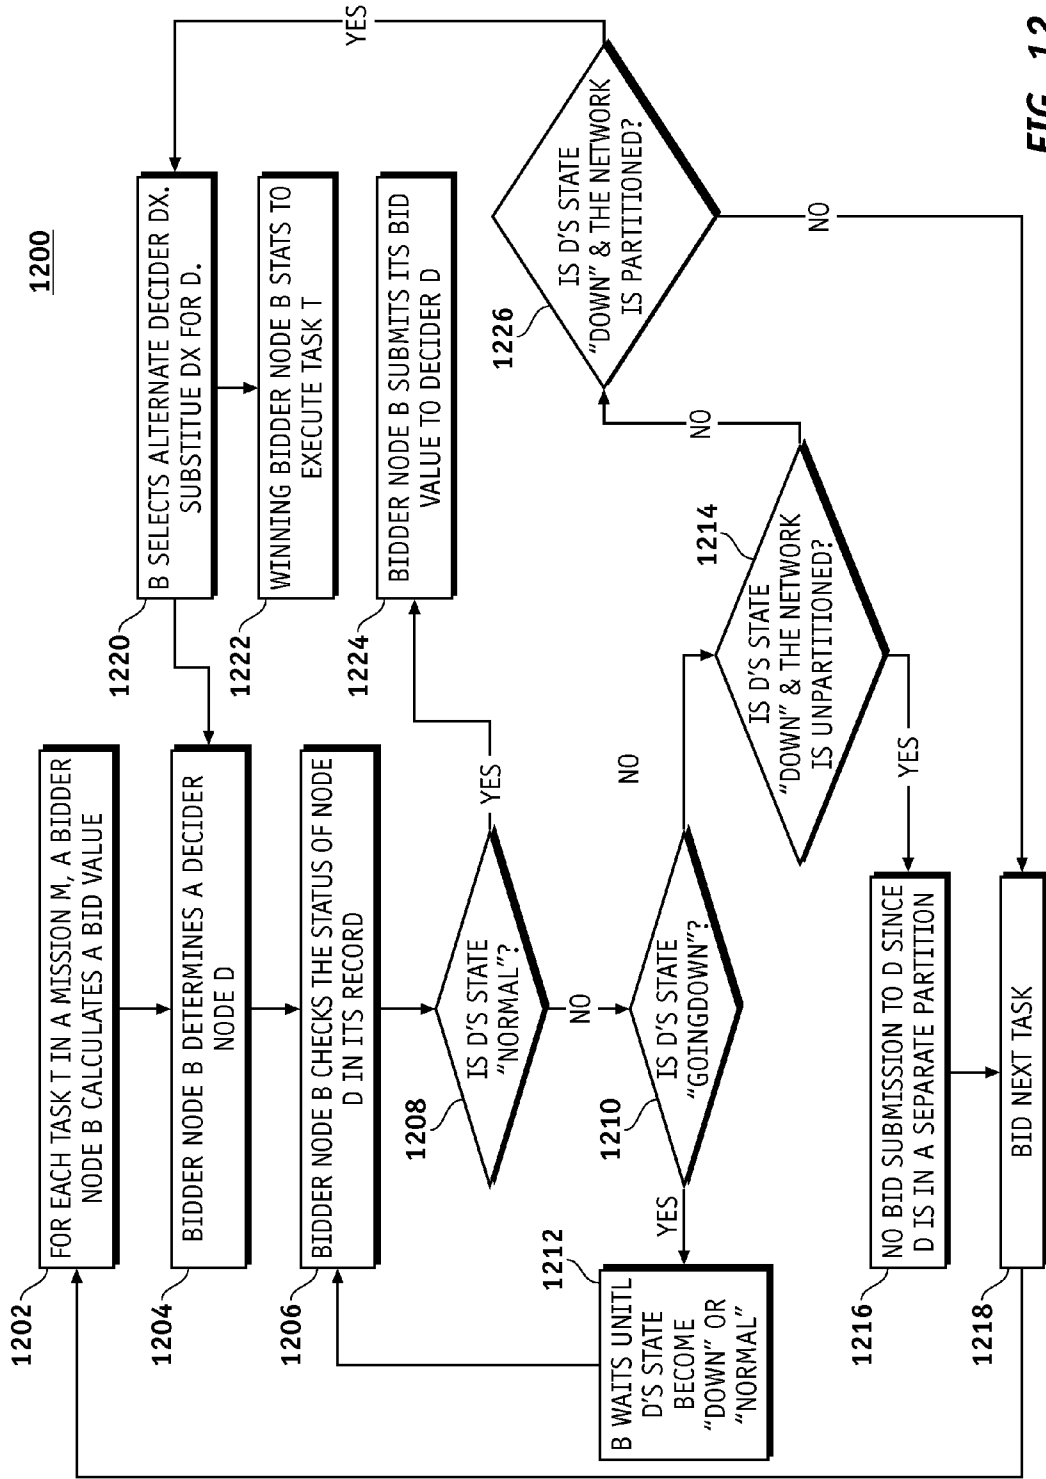 1200
1202
FOR EACH TASK T IN A MISSION M, A BIDDER
NODE B CALCULATES A BID VALUE
1204
BIDDER NODE B DETERMINES A DECIDER
NODE D
1206
BIDDER NODE B CHECKS THE STATUS OF NODE
D IN ITS RECORD
1208
IS D'S STATE
"NORMAL"?
YES
NO
1210
IS D'S STATE
"GOINGDOWN"?
YES
NO
1212
B WAITS UNITL
D'S STATE
BECOME
"DOWN" OR
"NORMAL"
1214
IS D'S STATE
"DOWN" & THE NETWORK
IS UNPARTITIONED?
YES
NO
1216
NO BID SUBMISSION TO D SINCE
D IS IN A SEPARATE PARTITION
1218
BID NEXT TASK
1220
B SELECTS ALTERNATE DECIDER DX.
SUBSTITUE DX FOR D.
1222
WINNING BIDDER NODE B STATS TO
EXECUTE TASK T
1224
BIDDER NODE B SUBMITS ITS BID
VALUE TO DECIDER D
1226
IS D'S STATE
"DOWN" & THE NETWORK
IS PARTITIONED?
YES
NO
FIG. 12